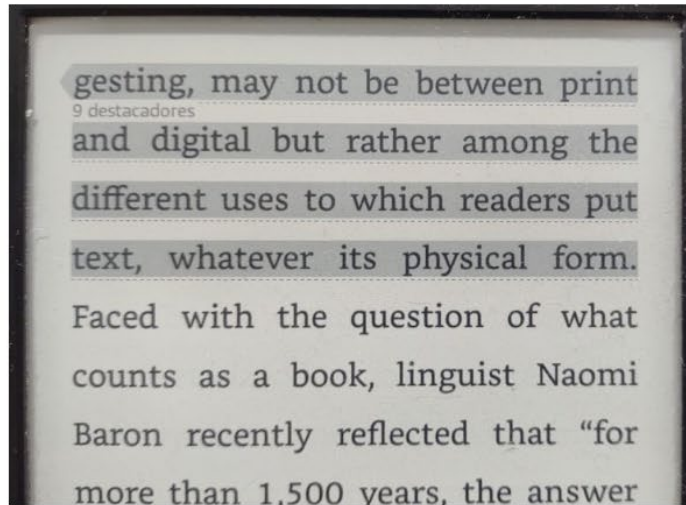 gesting, may not be between print
9 destacadores
and digital but rather among the
different uses to which readers put
text, whatever its physical form.
Faced with the question of what
counts as a book, linguist Naomi
Baron recently reflected that “for
more than 1,500 years, the answer